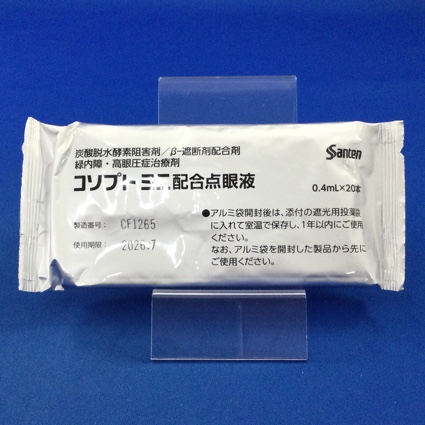 炭酸脱水酵素阻害剤／β-遮断剤配合剤
緑内障・高眼圧症治療剤
Santen
コソプトミニ配合点眼液
0.4mL×20本
製造番号： CF1265
使用期限： 2026.7
●アルミ袋開封後は、添付の遮光用投薬袋
に入れて室温で保存し、1年以内にご使用
ください。
なお、アルミ袋を開封した製品から先に
ご使用ください。